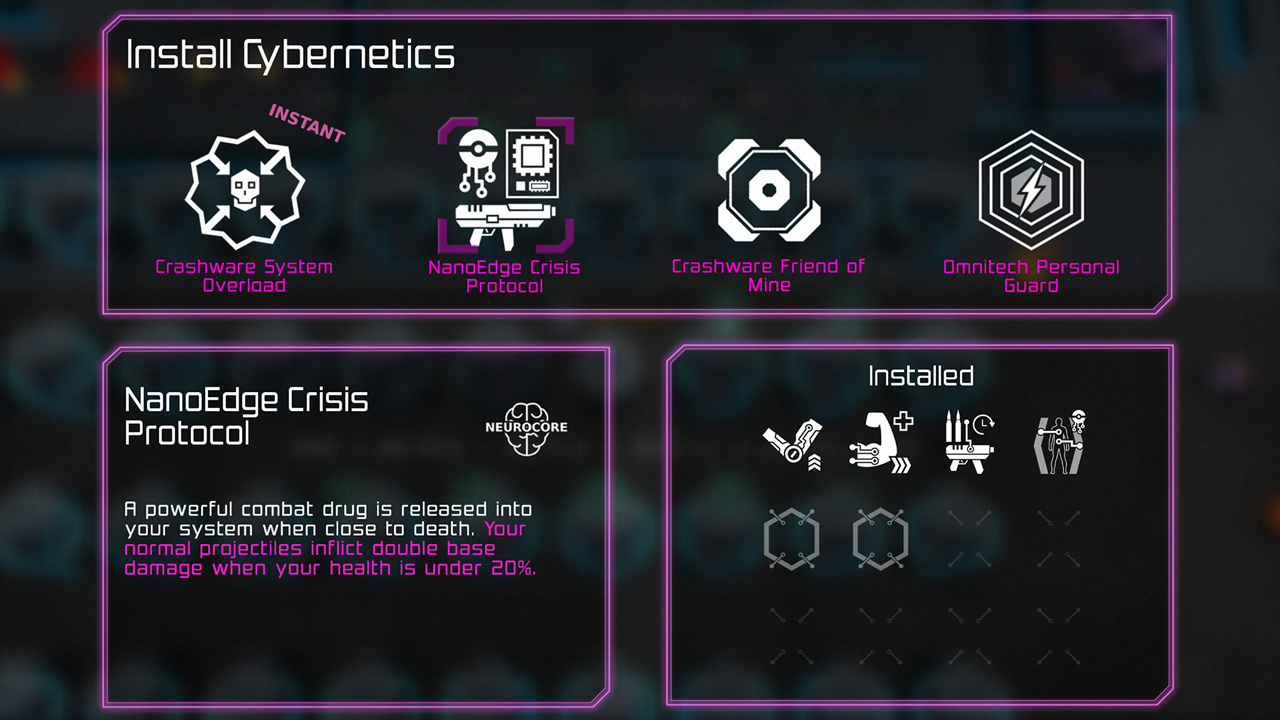 Install Cybernetics
INSTANT
Crashware System
Overload
NanoEdge Crisis
Protocol
Crashware Friend of
Mine
Omnitech Personal
Guard
NanoEdge Crisis
Protocol
NEUROCORE
A powerful combat drug is released into
your system when close to death. Your
normal projectiles inflict double base
damage when your health is under 20%.
Installed